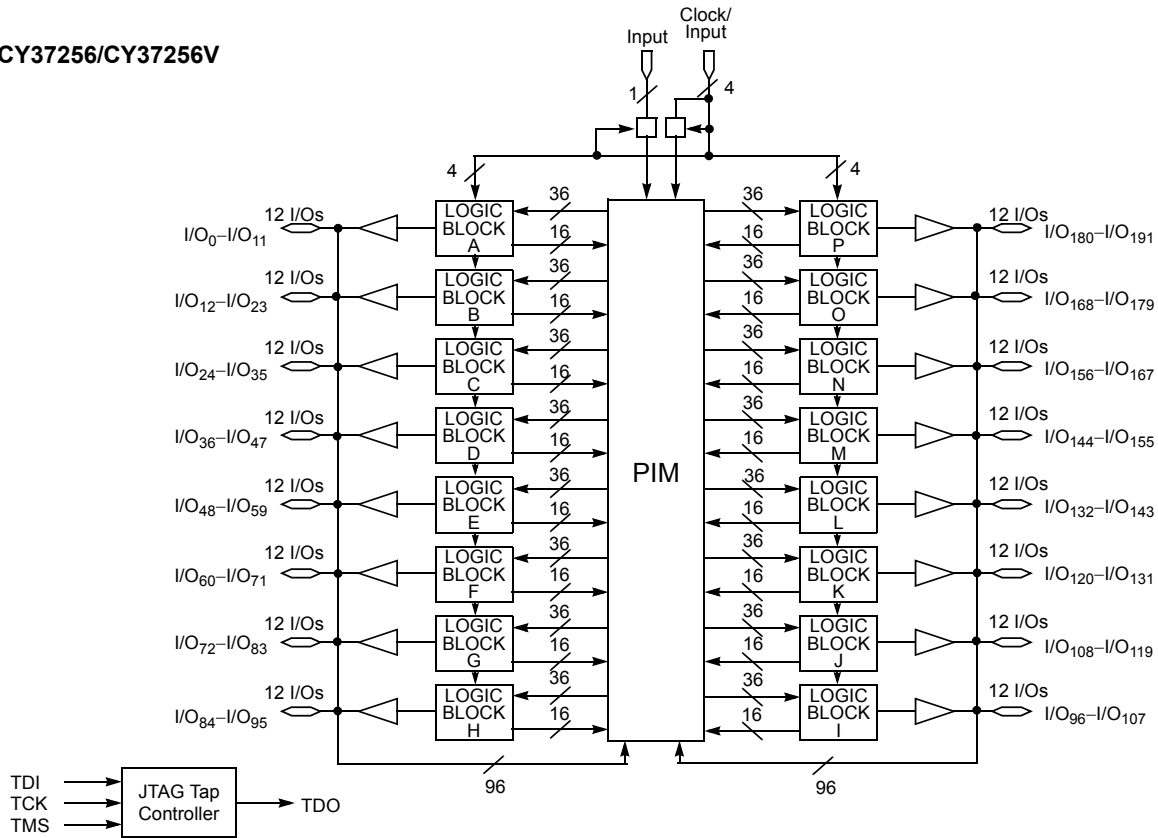 CY37256/CY37256V
Clock/
Input
Input
1
4
4
4
12 I/Os
I/O0–I/O11
LOGIC
BLOCK
A
36
16
36
16
LOGIC
BLOCK
P
12 I/Os
I/O180–I/O191
12 I/Os
I/O12–I/O23
LOGIC
BLOCK
B
36
16
36
16
LOGIC
BLOCK
O
12 I/Os
I/O168–I/O179
12 I/Os
I/O24–I/O35
LOGIC
BLOCK
C
36
16
36
16
LOGIC
BLOCK
N
12 I/Os
I/O156–I/O167
12 I/Os
I/O36–I/O47
LOGIC
BLOCK
D
36
16
PIM
36
16
LOGIC
BLOCK
M
12 I/Os
I/O144–I/O155
12 I/Os
I/O48–I/O59
LOGIC
BLOCK
E
36
16
36
16
LOGIC
BLOCK
L
12 I/Os
I/O132–I/O143
12 I/Os
I/O60–I/O71
LOGIC
BLOCK
F
36
16
36
16
LOGIC
BLOCK
K
12 I/Os
I/O120–I/O131
12 I/Os
I/O72–I/O83
LOGIC
BLOCK
G
36
16
36
16
LOGIC
BLOCK
J
12 I/Os
I/O108–I/O119
12 I/Os
I/O84–I/O95
LOGIC
BLOCK
H
36
16
36
16
LOGIC
BLOCK
I
12 I/Os
I/O96–I/O107
96
96
TDI
TCK
TMS
JTAG Tap
Controller
TDO